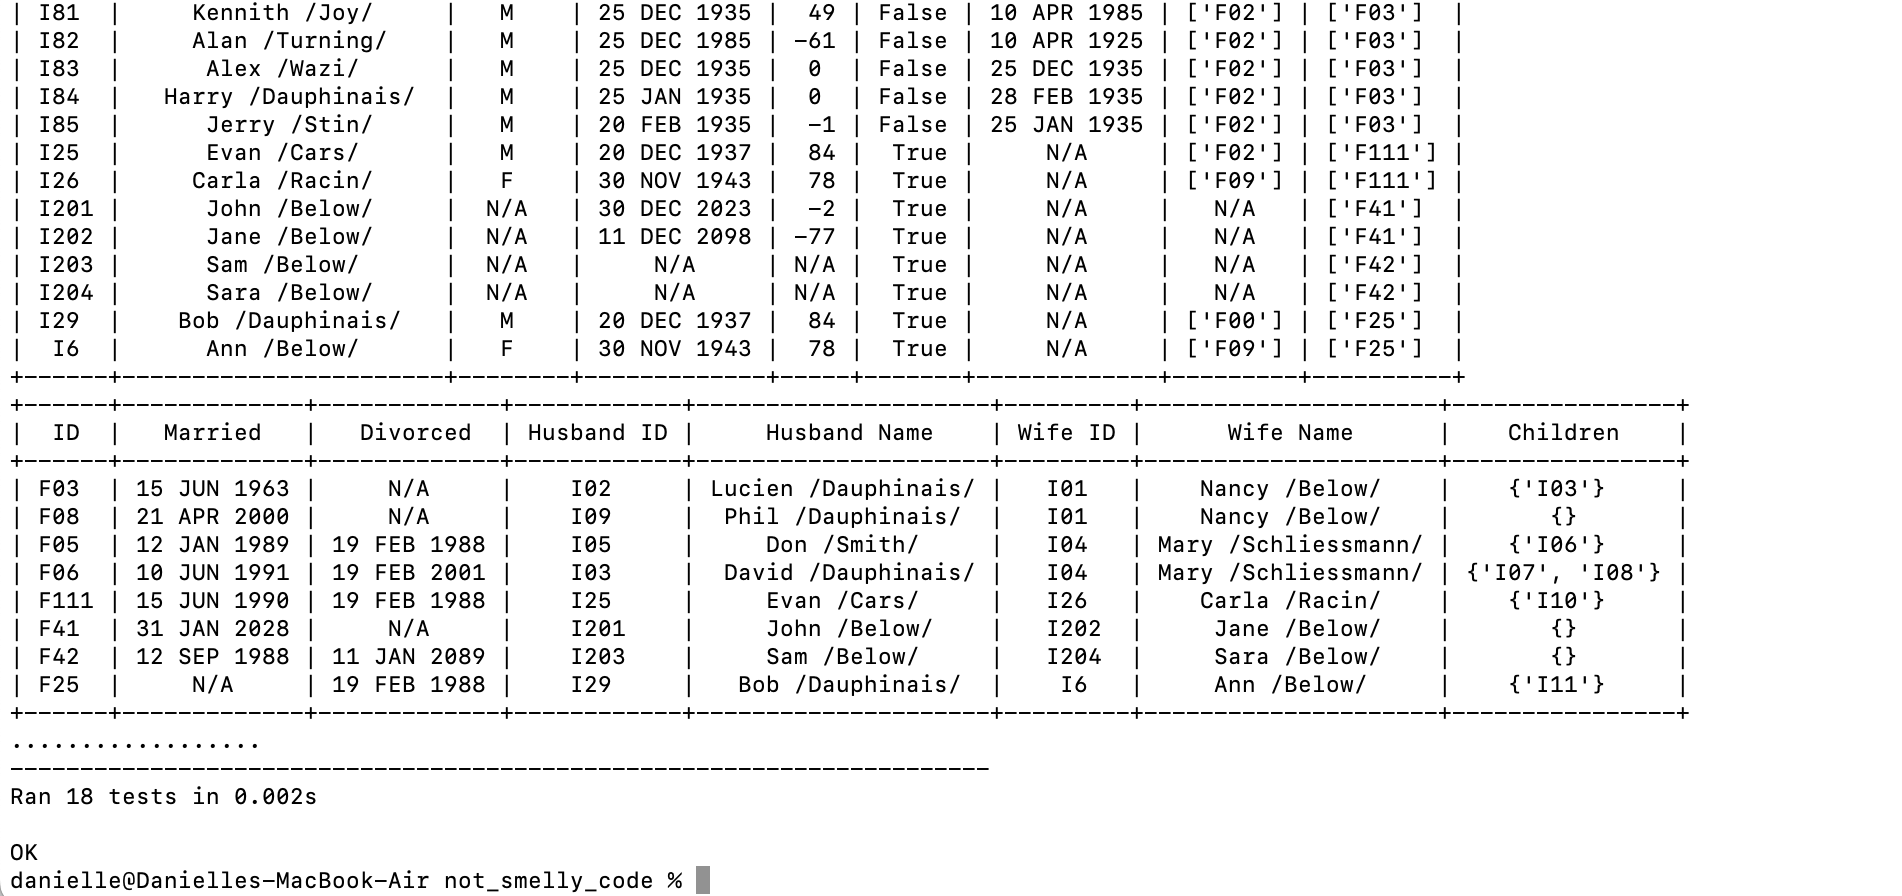 | I81  |     Kennith /Joy/     |   M    | 25 DEC 1935 |  49 | False | 10 APR 1985 | ['F02'] | ['F03']  |
| I82  |     Alan /Turning/    |   M    | 25 DEC 1985 | -61 | False | 10 APR 1925 | ['F02'] | ['F03']  |
| I83  |      Alex /Wazi/      |   M    | 25 DEC 1935 |  0  | False | 25 DEC 1935 | ['F02'] | ['F03']  |
| I84  |   Harry /Dauphinais/  |   M    | 25 JAN 1935 |  0  | False | 28 FEB 1935 | ['F02'] | ['F03']  |
| I85  |      Jerry /Stin/     |   M    | 20 FEB 1935 |  -1 | False | 25 JAN 1935 | ['F02'] | ['F03']  |
| I25  |      Evan /Cars/      |   M    | 20 DEC 1937 |  84 |  True |     N/A     | ['F02'] | ['F111'] |
| I26  |     Carla /Racin/     |   F    | 30 NOV 1943 |  78 |  True |     N/A     | ['F09'] | ['F111'] |
| I201 |      John /Below/     |  N/A   | 30 DEC 2023 |  -2 |  True |     N/A     |   N/A   | ['F41']  |
| I202 |      Jane /Below/     |  N/A   | 11 DEC 2098 | -77 |  True |     N/A     |   N/A   | ['F41']  |
| I203 |      Sam /Below/      |  N/A   |     N/A     | N/A |  True |     N/A     |   N/A   | ['F42']  |
| I204 |      Sara /Below/     |  N/A   |     N/A     | N/A |  True |     N/A     |   N/A   | ['F42']  |
| I29  |    Bob /Dauphinais/   |   M    | 20 DEC 1937 |  84 |  True |     N/A     | ['F00'] | ['F25']  |
|  I6  |      Ann /Below/      |   F    | 30 NOV 1943 |  78 |  True |     N/A     | ['F09'] | ['F25']  |
|  ID  |   Married   |   Divorced  | Husband ID |     Husband Name     | Wife ID |      Wife Name      |    Children    |
| F03  | 15 JUN 1963 |     N/A     |    I02     | Lucien /Dauphinais/ |   I01   |    Nancy /Below/    |    {'I03'}     |
| F08  | 21 APR 2000 |     N/A     |    I09     |  Phil /Dauphinais/  |   I01   |    Nancy /Below/    |       {}       |
| F05  | 12 JAN 1989 | 19 FEB 1988 |    I05     |     Don /Smith/     |   I04   | Mary /Schliessmann/ |    {'I06'}     |
| F06  | 10 JUN 1991 | 19 FEB 2001 |    I03     |  David /Dauphinais/ |   I04   | Mary /Schliessmann/ | {'I07', 'I08'} |
| F111 | 15 JUN 1990 | 19 FEB 1988 |    I25     |     Evan /Cars/     |   I26   |    Carla /Racin/    |    {'I10'}     |
| F41  | 31 JAN 2028 |     N/A     |    I201    |     John /Below/    |   I202  |     Jane /Below/    |       {}       |
| F42  | 12 SEP 1988 | 11 JAN 2089 |    I203    |     Sam /Below/     |   I204  |     Sara /Below/    |       {}       |
| F25  |     N/A     | 19 FEB 1988 |    I29     |   Bob /Dauphinais/  |    I6   |     Ann /Below/     |    {'I11'}     |
..................
Ran 18 tests in 0.002s
OK
danielle@Danielles-MacBook-Air not_smelly_code %